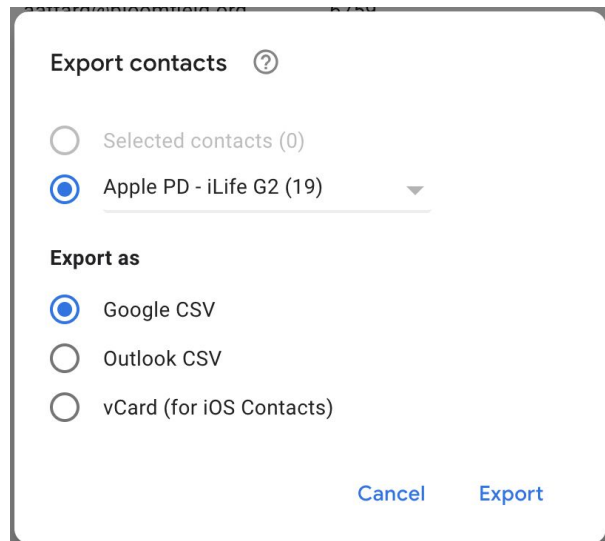 Export contacts ?
Selected contacts (0)
Apple PD - iLife G2 (19)
Export as
Google CSV
Outlook CSV
vCard (for iOS Contacts)
Cancel Export